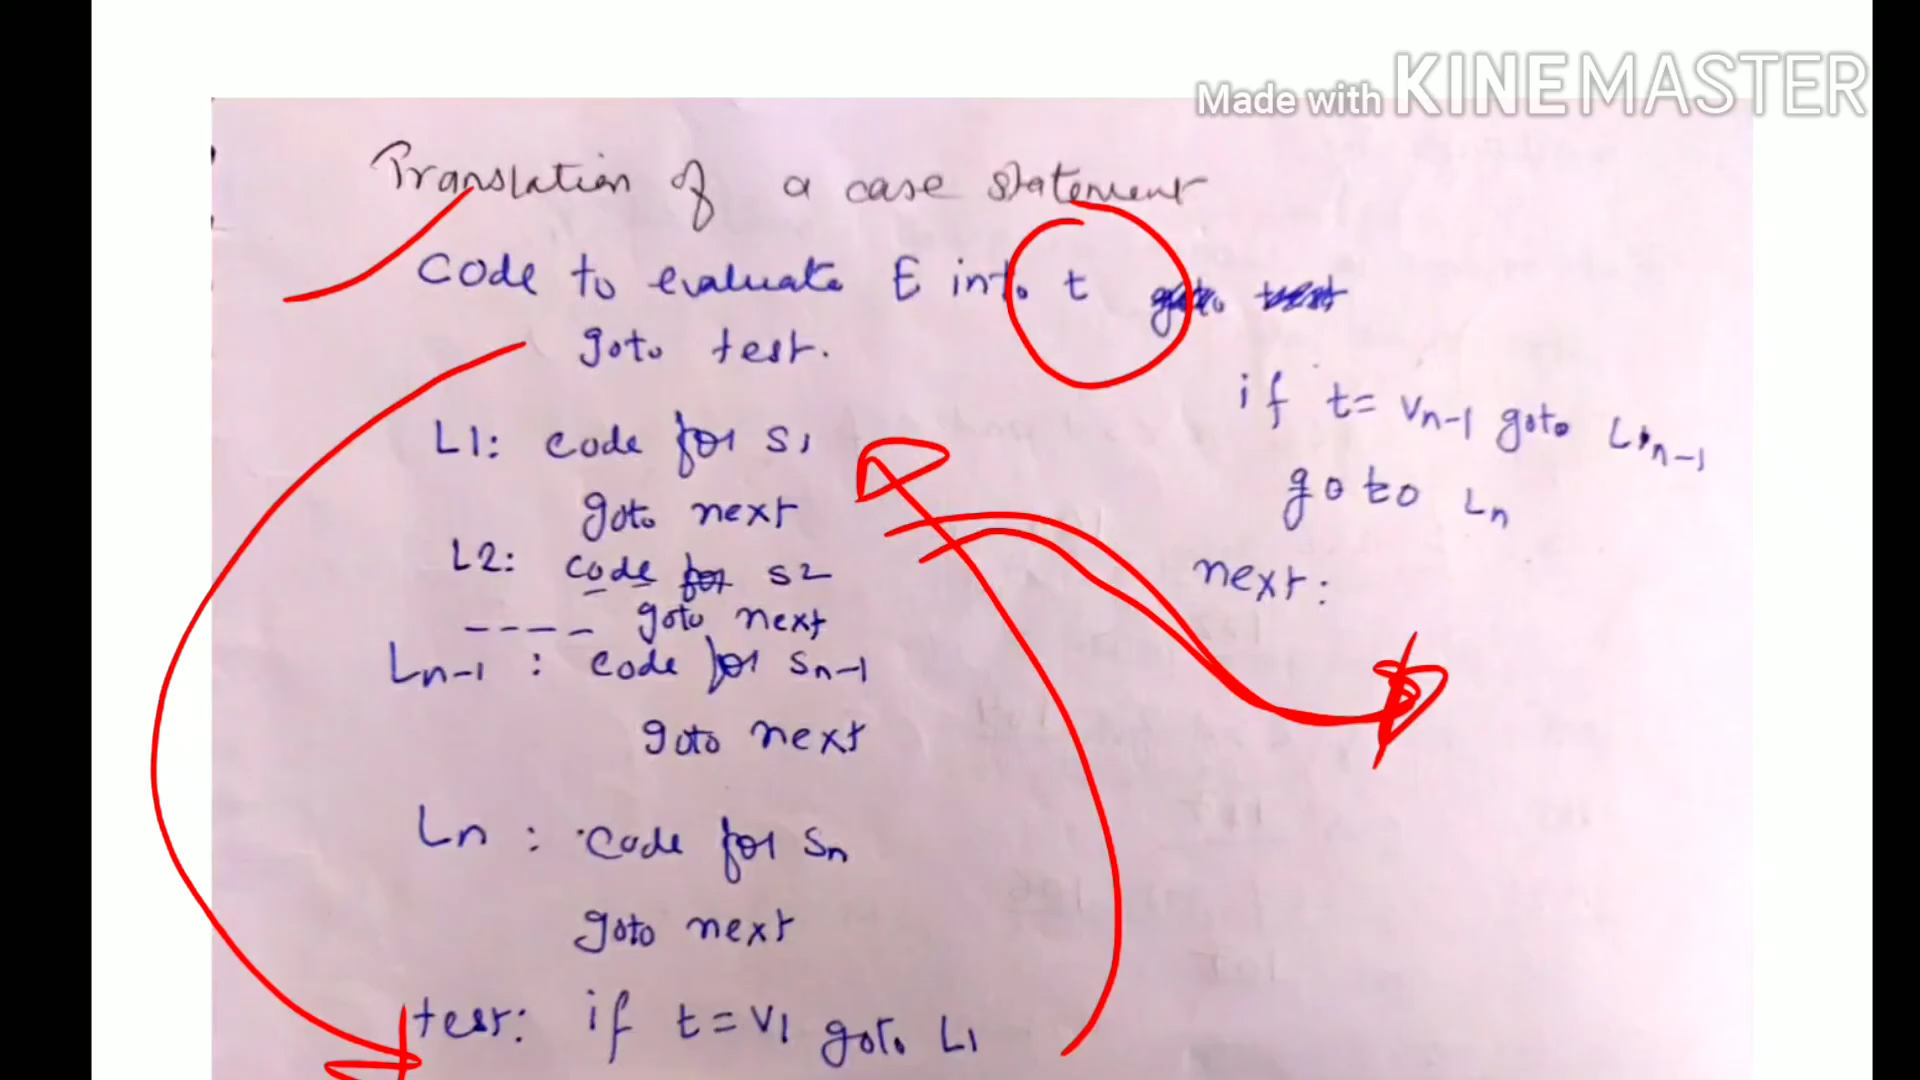 Made with KINEMASTER
Translation of a case statement
Code to evaluate E into t goto test
goto test.
L1: code for S1
goto next
L2: code for S2
---- goto next
Ln-1 : code for Sn-1
goto next
Ln : code for Sn
goto next
test: if t=V1 goto L1
if t= Vn-1 goto Ln-1
goto Ln
next: